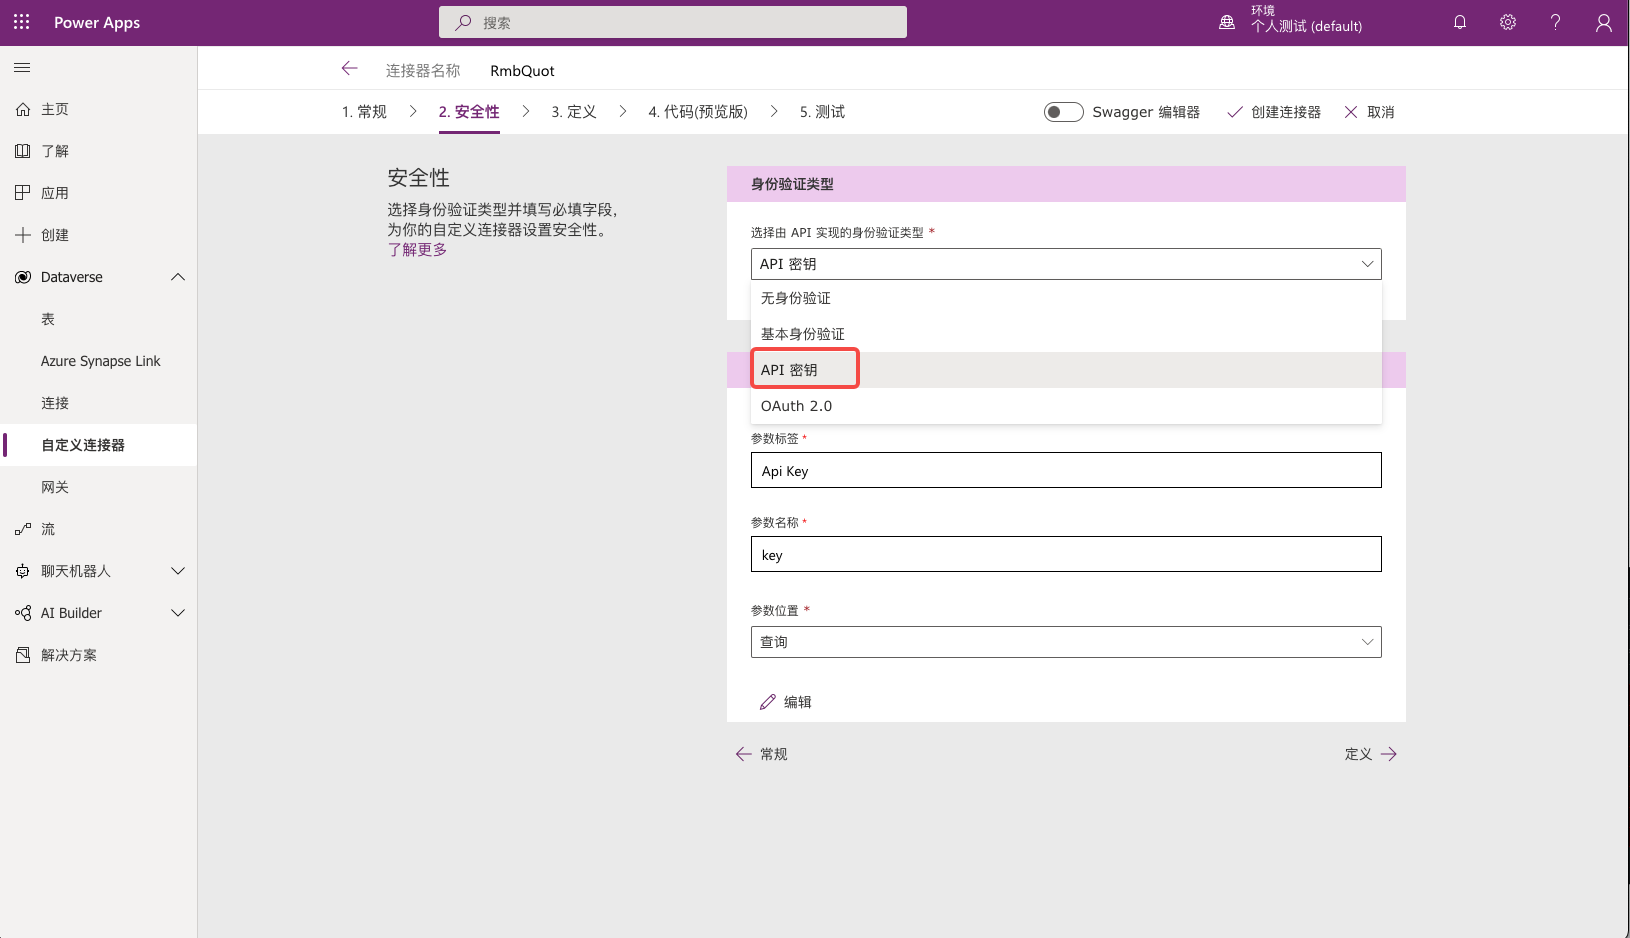 Power Apps
搜索
环境
个人测试 (default)
连接器名称 RmbQuot
1. 常规 2. 安全性 3. 定义 4. 代码(预览版) 5. 测试 Swagger 编辑器 创建连接器 取消
主页
了解
应用
创建
Dataverse
表
Azure Synapse Link
连接
自定义连接器
网关
流
聊天机器人
AI Builder
解决方案
安全性
选择身份验证类型并填写必填字段，
为你的自定义连接器设置安全性。
了解更多
身份验证类型
选择由 API 实现的身份验证类型 *
API 密钥
无身份验证
基本身份验证
API 密钥
OAuth 2.0
参数标签 *
Api Key
参数名称 *
key
参数位置 *
查询
编辑
常规
定义